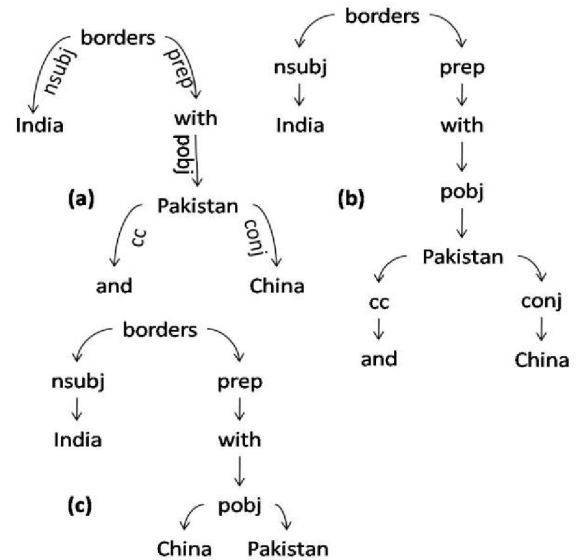 borders
nsubj
prep
India
with
pobj
(a)
Pakistan
cc
conj
and
China
borders
nsubj
prep
India
with
pobj
(b)
Pakistan
cc
conj
and
China
borders
nsubj
prep
India
with
(c)
pobj
China
Pakistan